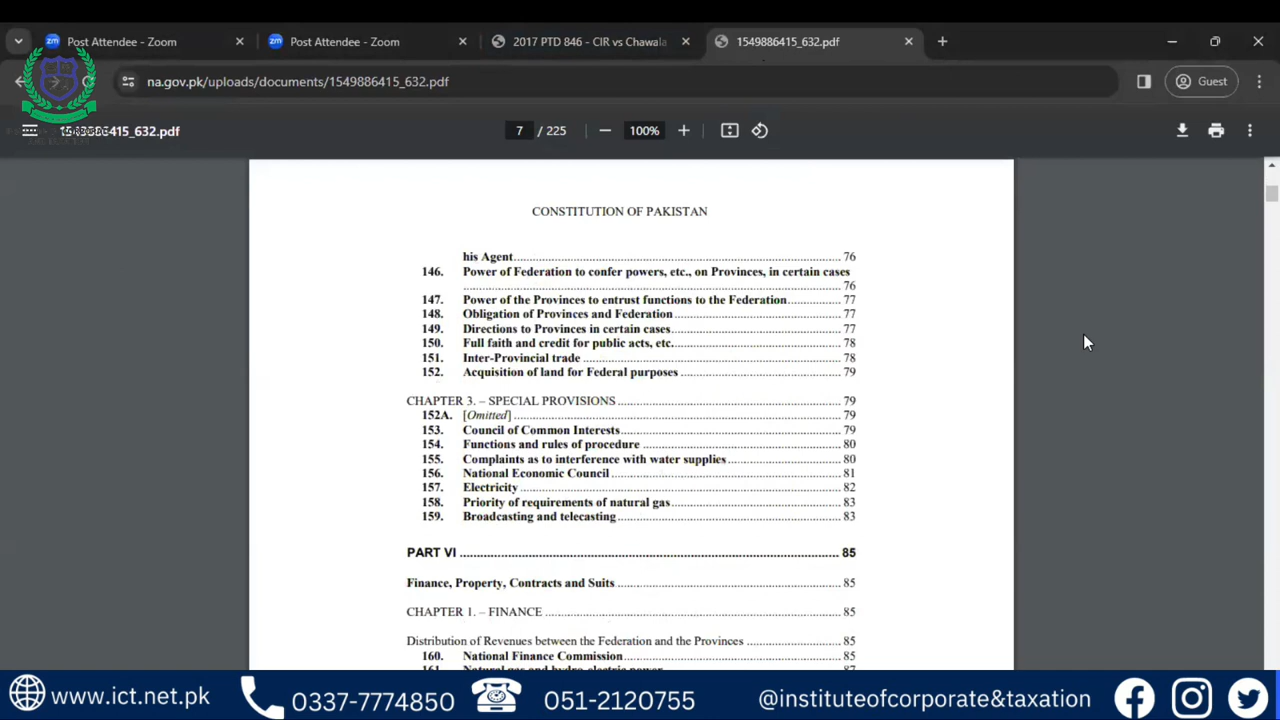 Post Attendee - Zoom
Post Attendee - Zoom
2017 PTD 846 - CIR vs Chawala
1549886415_632.pdf
na.gov.pk/uploads/documents/1549886415_632.pdf
Guest
415_632.pdf
7 / 225
100%
CONSTITUTION OF PAKISTAN
his Agent 76
146. Power of Federation to confer powers, etc., on Provinces, in certain cases
76
147. Power of the Provinces to entrust functions to the Federation 77
148. Obligation of Provinces and Federation 77
149. Directions to Provinces in certain cases 77
150. Full faith and credit for public acts, etc. 78
151. Inter-Provincial trade 78
152. Acquisition of land for Federal purposes 79
CHAPTER 3. – SPECIAL PROVISIONS 79
152A. [Omitted] 79
153. Council of Common Interests 79
154. Functions and rules of procedure 80
155. Complaints as to interference with water supplies 80
156. National Economic Council 81
157. Electricity 82
158. Priority of requirements of natural gas 83
159. Broadcasting and telecasting 83
PART VI 85
Finance, Property, Contracts and Suits 85
CHAPTER 1. – FINANCE 85
Distribution of Revenues between the Federation and the Provinces 85
160. National Finance Commission 85
161. Natural gas and hydro-electric power 87
www.ict.net.pk
0337-7774850
051-2120755
@instituteofcorporate&taxation